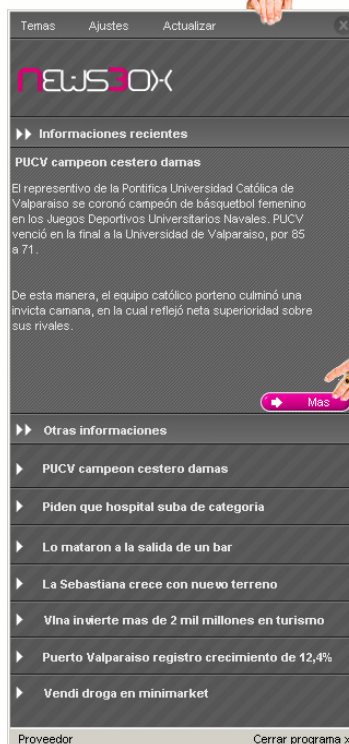 Temas Ajustes Actualizar
NEWSBOX
Informaciones recientes
PUCV campeon cestero damas
El representivo de la Pontifica Universidad Católica de
Valparaiso se coronó campeón de básquetbol femenino
en los Juegos Deportivos Universitarios Navales. PUCV
venció en la final a la Universidad de Valparaiso, por 85
a 71.
De esta manera, el equipo católico porteno culminó una
invicta camana, en la cual reflejó neta superioridad sobre
sus rivales.
Mas
Otras informaciones
PUCV campeon cestero damas
Piden que hospital suba de categoria
Lo mataron a la salida de un bar
La Sebastiana crece con nuevo terreno
VIna invierte mas de 2 mil millones en turismo
Puerto Valparaiso registro crecimiento de 12,4%
Vendi droga en minimarket
Proveedor Cerrar programa x